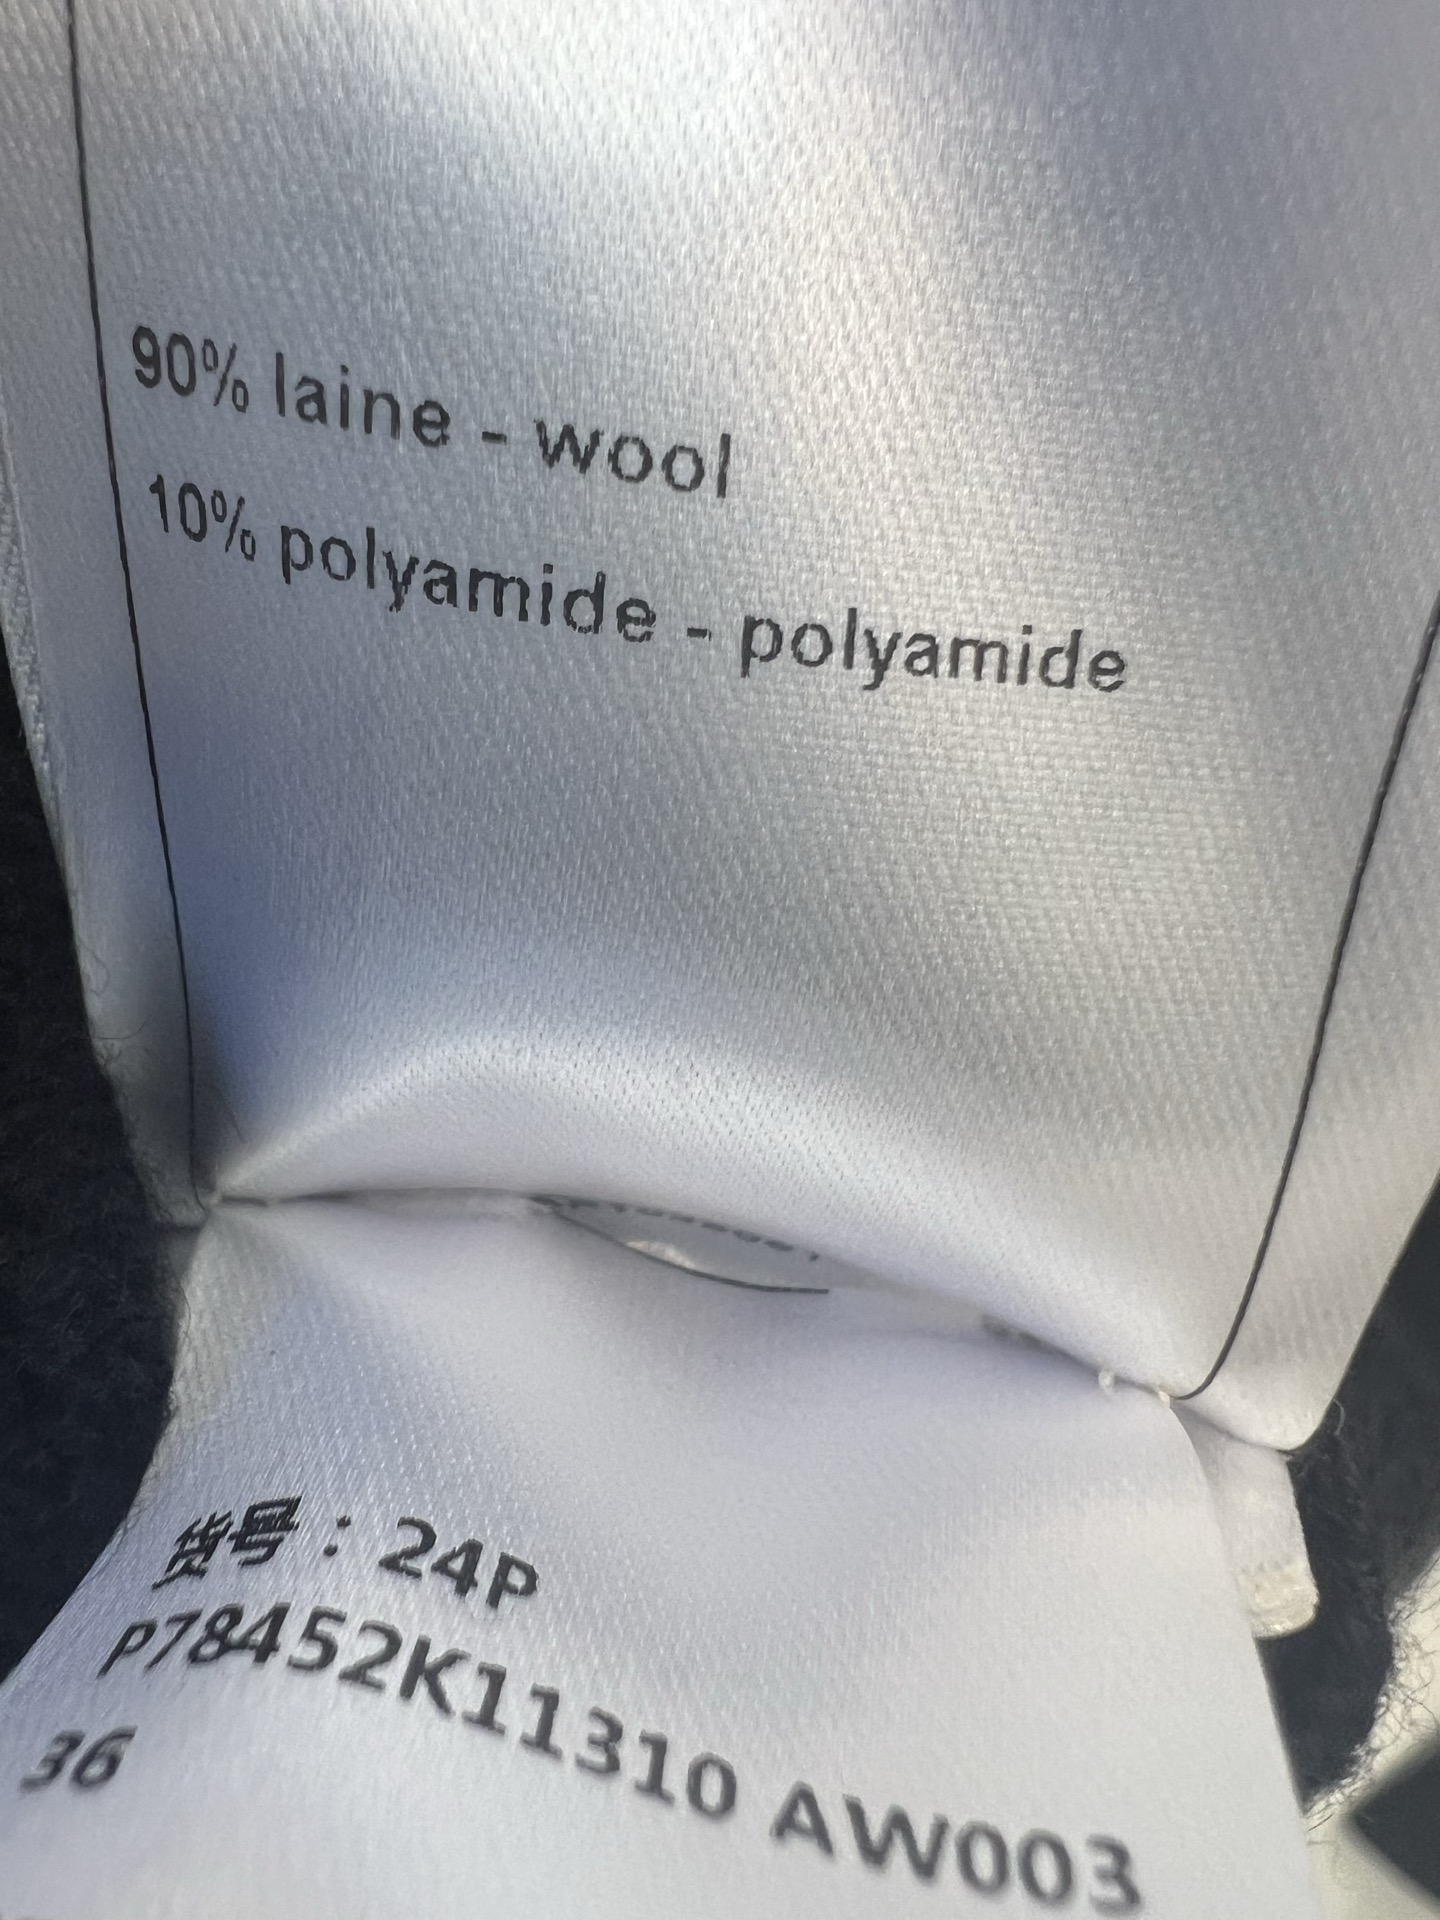 90% laine - wool
10% polyamide - polyamide
货号：24P
P78452K11310 AW003
36